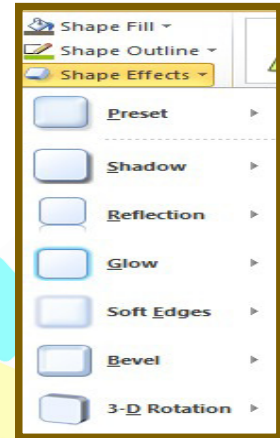 Shape Fill
Shape Outline
Shape Effects
Preset
Shadow
Reflection
Glow
Soft Edges
Bevel
3-D Rotation